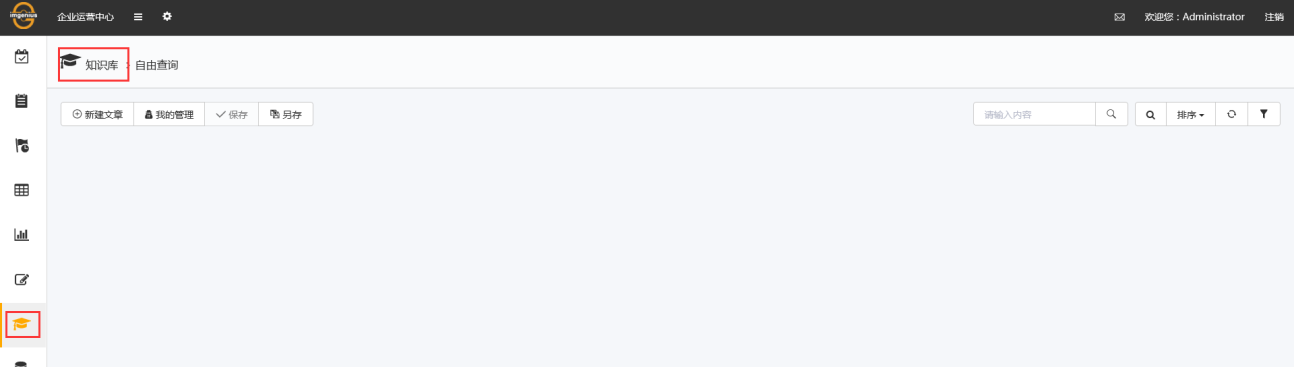 imgenius
企业运营中心
欢迎您：Administrator 注销
知识库 自由查询
新建文章 我的管理 保存 另存 请输入内容 排序